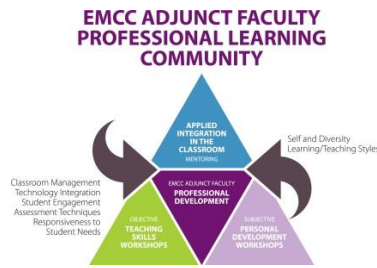 EMCC ADJUNCT FACULTY
PROFESSIONAL LEARNING
COMMUNITY
APPLIED
INTEGRATION
IN THE
CLASSROOM
MENTORING
Self and Diversity
Learning/Teaching Styles
Classroom Management
Technology Integration
Student Engagement
Assessment Techniques
Responsiveness to
Student Needs
EMCC ADJUNCT FACULTY
PROFESSIONAL
DEVELOPMENT
OBJECTIVE
TEACHING
SKILLS
WORKSHOPS
SUBJECTIVE
PERSONAL
DEVELOPMENT
WORKSHOPS